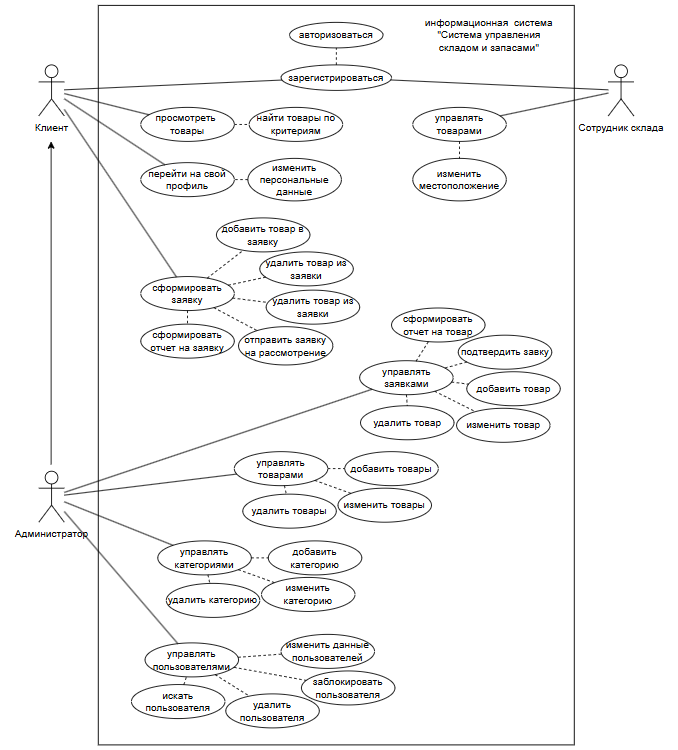 информационная система
"Система управления
складом и запасами"
авторизоваться
зарегистрироваться
Клиент
Сотрудник склада
просмотреть
товары
найти товары по
критериям
управлять
товарами
перейти на свой
профиль
изменить
персональные
данные
изменить
местоположение
добавить товар в
заявку
удалить товар из
заявки
сформировать
заявку
удалить товар из
заявки
сформировать
отчет на заявку
отправить заявку
на рассмотрение
сформировать
отчет на товар
подтвердить завку
управлять
заявками
добавить товар
удалить товар
изменить товар
управлять
товарами
добавить товары
удалить товары
изменить товары
Администратор
управлять
категориями
добавить
категорию
удалить категорию
изменить
категорию
управлять
пользователями
изменить данные
пользователей
заблокировать
пользователя
искать
пользователя
удалить
пользователя